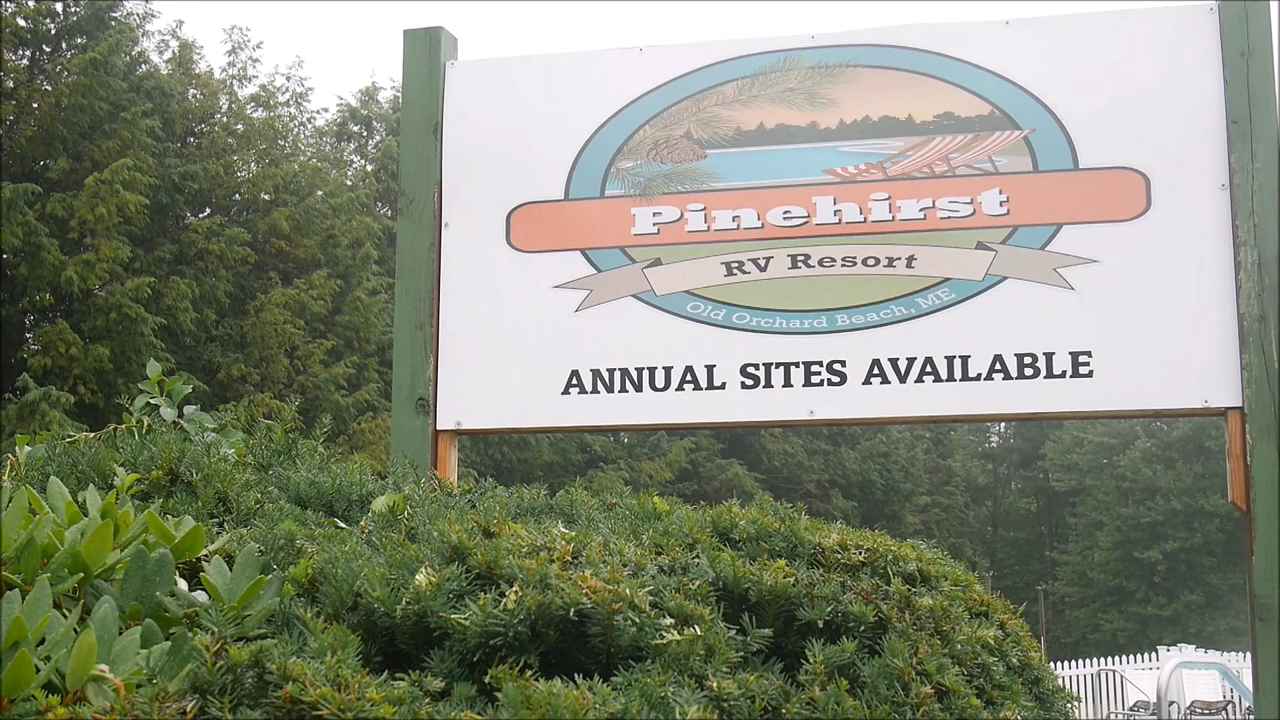 Pinehirst
RV Resort
Old Orchard Beach, ME
ANNUAL SITES AVAILABLE